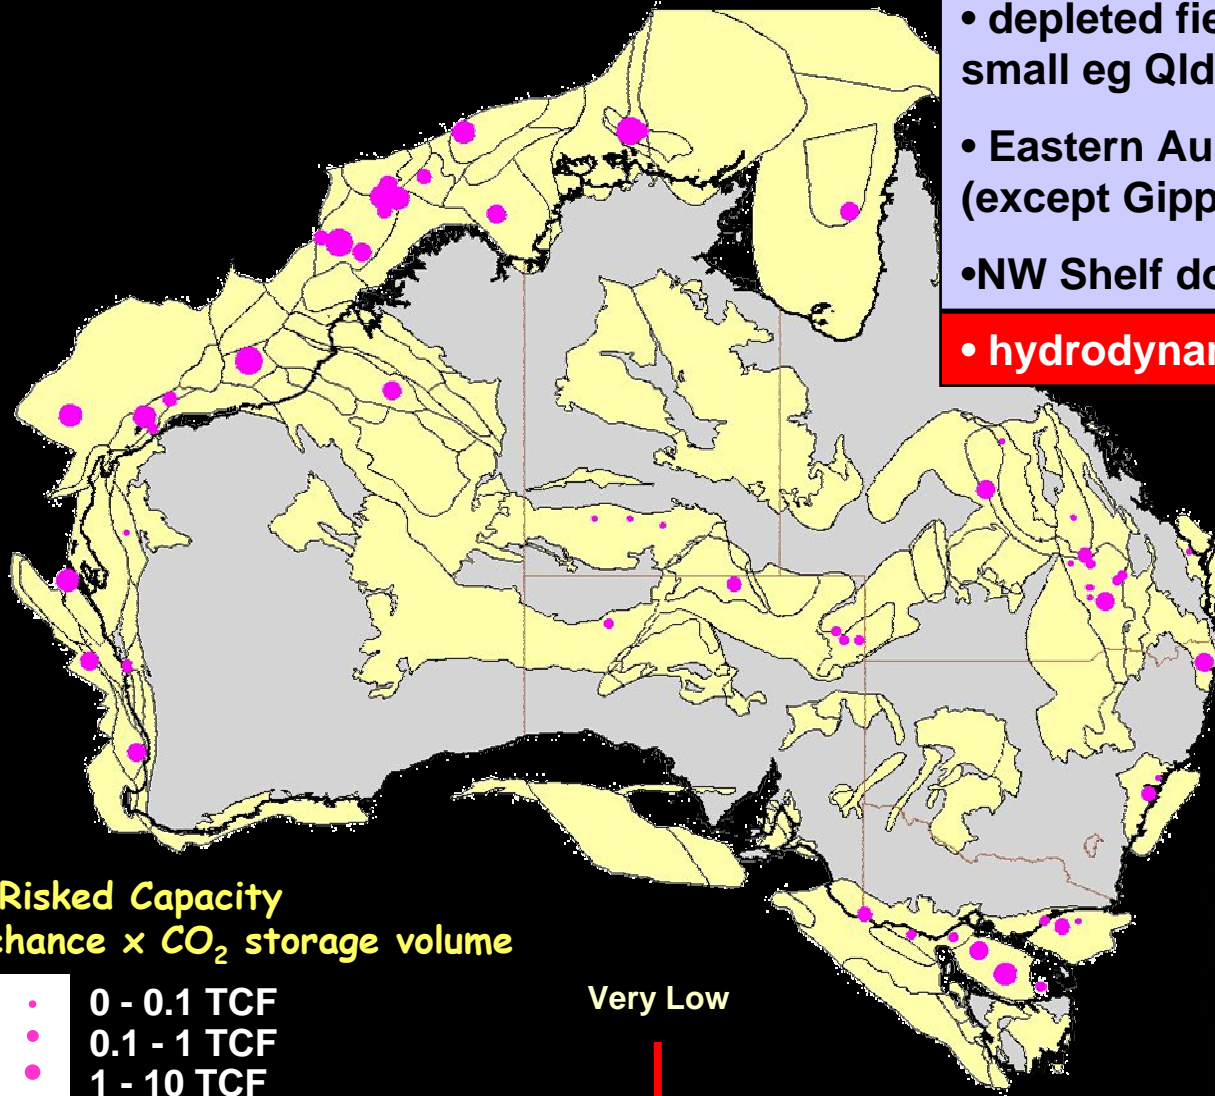 • depleted fie
small eg Qld
• Eastern Au
(except Gipp
•NW Shelf do
• hydrodynar
Risked Capacity
chance x CO₂ storage volume
0 - 0.1 TCF
0.1 - 1 TCF
1 - 10 TCF
Very Low